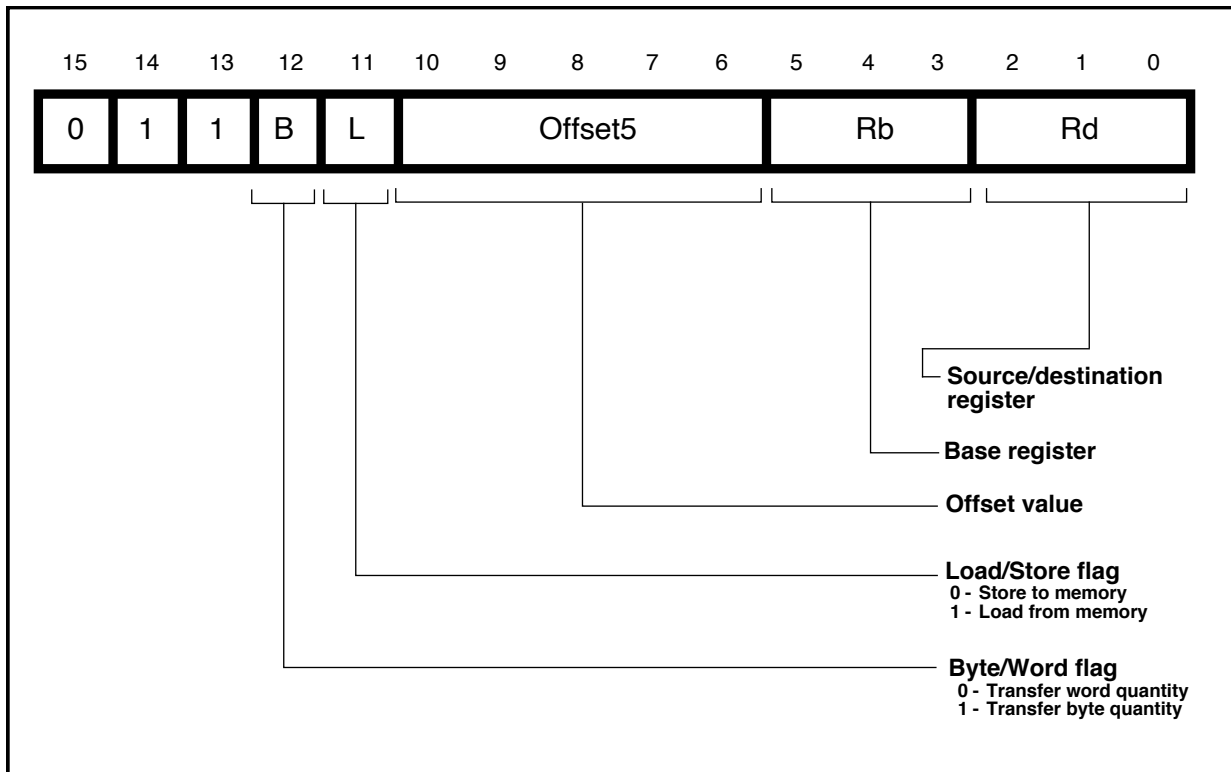 15 14 13 12 11 10 9 8 7 6 5 4 3 2 1 0
0 1 1 B L Offset5 Rb Rd
Source/destination
register
Base register
Offset value
Load/Store flag
0 - Store to memory
1 - Load from memory
Byte/Word flag
0 - Transfer word quantity
1 - Transfer byte quantity